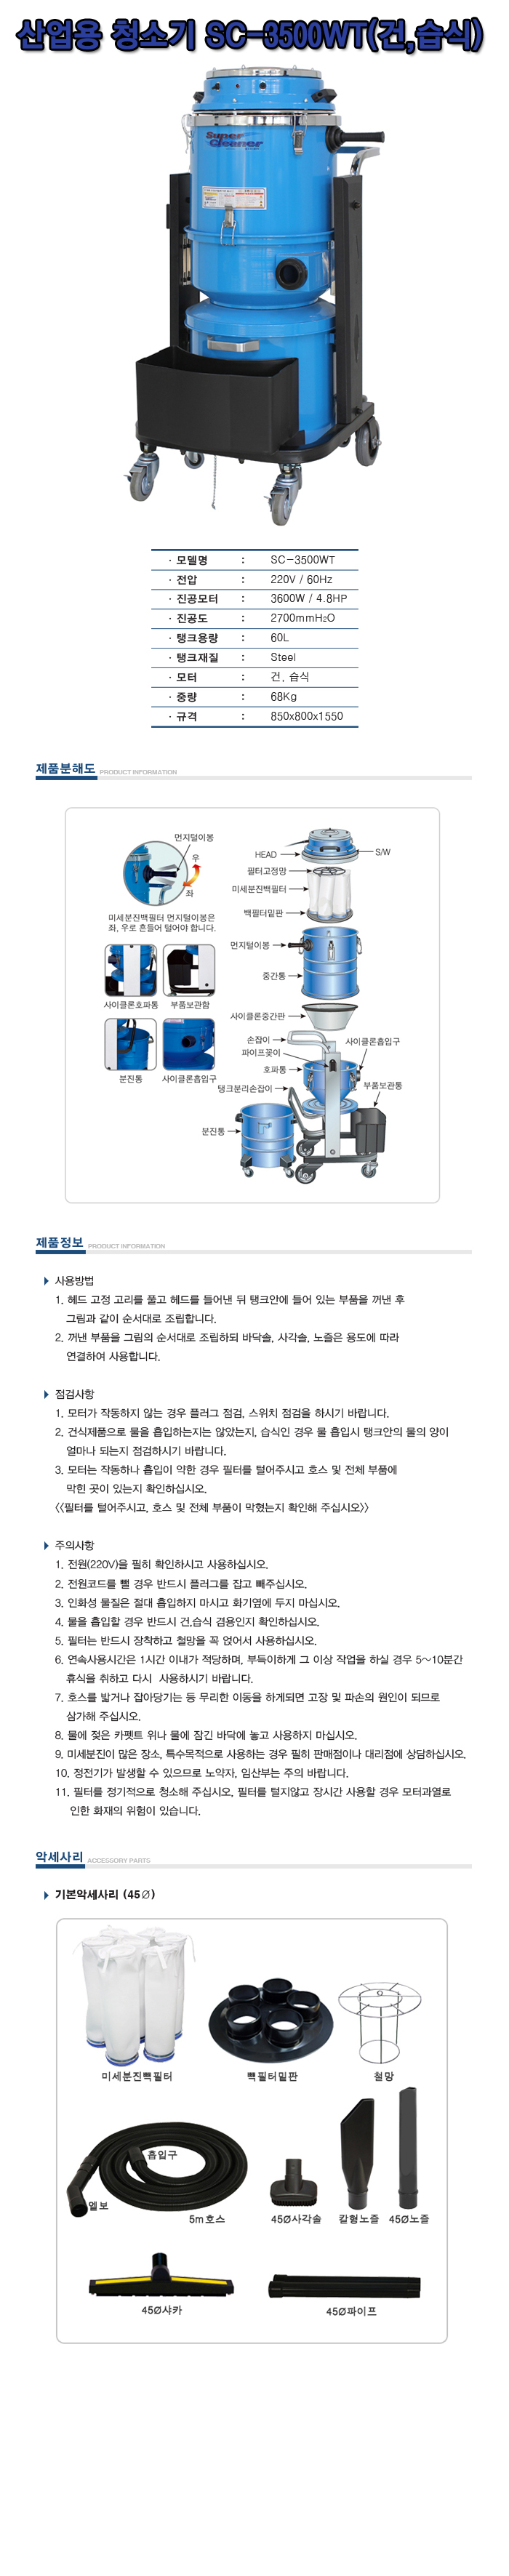 산업용 청소기 SC-3500WT(건,습식)
Super
Cleaner
· 모델명 : SC-3500WT
· 전압 : 220V / 60Hz
· 진공모터 : 3600W / 4.8HP
· 진공도 : 2700mmH₂O
· 탱크용량 : 60L
· 탱크재질 : Steel
· 모터 : 건, 습식
· 중량 : 68Kg
· 규격 : 850x800x1550
제품분해도 PRODUCT INFORMATION
먼지털이봉
우
좌
미세분진백필터 먼지털이봉은
좌, 우로 흔들어 털어야 합니다.
사이클론호파통 부품보관함
분진통 사이클론흡입구
HEAD
S/W
필터고정망
미세분진백필터
백필터밑판
먼지털이봉
중간통
사이클론중간판
손잡이
사이클론흡입구
파이프꽂이
호파통
부품보관통
탱크분리손잡이
분진통
제품정보 PRODUCT INFORMATION
사용방법
1. 헤드 고정 고리를 풀고 헤드를 들어낸 뒤 탱크안에 들어 있는 부품을 꺼낸 후
그림과 같이 순서대로 조립합니다.
2. 꺼낸 부품을 그림의 순서대로 조립하되 바닥솔, 사각솔, 노즐은 용도에 따라
연결하여 사용합니다.
점검사항
1. 모터가 작동하지 않는 경우 플러그 점검, 스위치 점검을 하시기 바랍니다.
2. 건식제품으로 물을 흡입하는지는 않았는지, 습식인 경우 물 흡입시 탱크안의 물의 양이
얼마나 되는지 점검하시기 바랍니다.
3. 모터는 작동하나 흡입이 약한 경우 필터를 털어주시고 호스 및 전체 부품에
막힌 곳이 있는지 확인하십시오.
<<필터를 털어주시고, 호스 및 전체 부품이 막혔는지 확인해 주십시오>>
주의사항
1. 전원(220V)을 필히 확인하시고 사용하십시오.
2. 전원코드를 뺄 경우 반드시 플러그를 잡고 빼주십시오.
3. 인화성 물질은 절대 흡입하지 마시고 화기옆에 두지 마십시오.
4. 물을 흡입할 경우 반드시 건,습식 겸용인지 확인하십시오.
5. 필터는 반드시 장착하고 철망을 꼭 얹어서 사용하십시오.
6. 연속사용시간은 1시간 이내가 적당하며, 부득이하게 그 이상 작업을 하실 경우 5~10분간
휴식을 취하고 다시 사용하시기 바랍니다.
7. 호스를 밟거나 잡아당기는 등 무리한 이동을 하게되면 고장 및 파손의 원인이 되므로
삼가해 주십시오.
8. 물에 젖은 카펫트 위나 물에 잠긴 바닥에 놓고 사용하지 마십시오.
9. 미세분진이 많은 장소, 특수목적으로 사용하는 경우 필히 판매점이나 대리점에 상담하십시오.
10. 정전기가 발생할 수 있으므로 노약자, 임산부는 주의 바랍니다.
11. 필터를 정기적으로 청소해 주십시오, 필터를 털지않고 장시간 사용할 경우 모터과열로
인한 화재의 위험이 있습니다.
악세사리 ACCESSORY PARTS
기본악세사리 (45Ø)
미세분진빽필터 빽필터밑판 철망
흡입구
엘보
5m호스 45Ø사각솔 칼형노즐 45Ø노즐
45Ø샤카 45Ø파이프